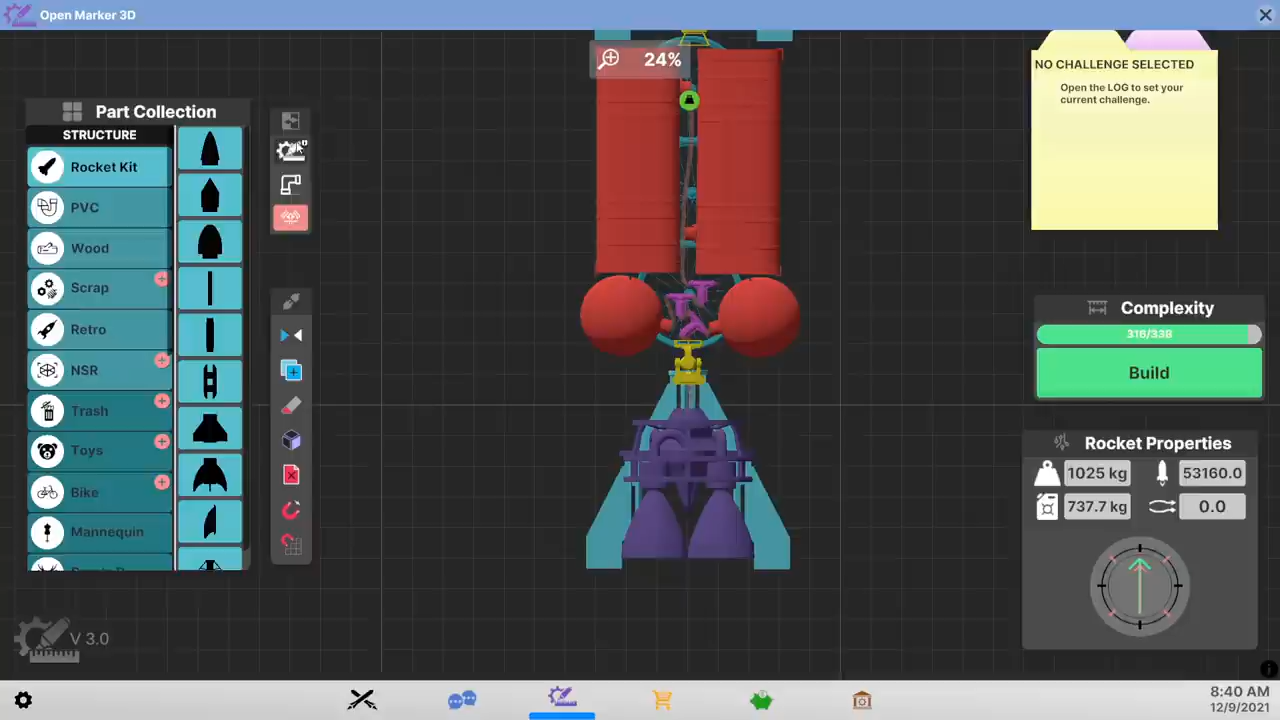 Open Marker 3D
24%
NO CHALLENGE SELECTED
Open the LOG to set your
current challenge.
Part Collection
STRUCTURE
Rocket Kit
PVC
Wood
Scrap
Retro
NSR
Trash
Toys
Bike
Mannequin
Complexity
316/338
Build
Rocket Properties
1025 kg
53160.0
737.7 kg
0.0
V 3.0
8:40 AM
12/9/2021